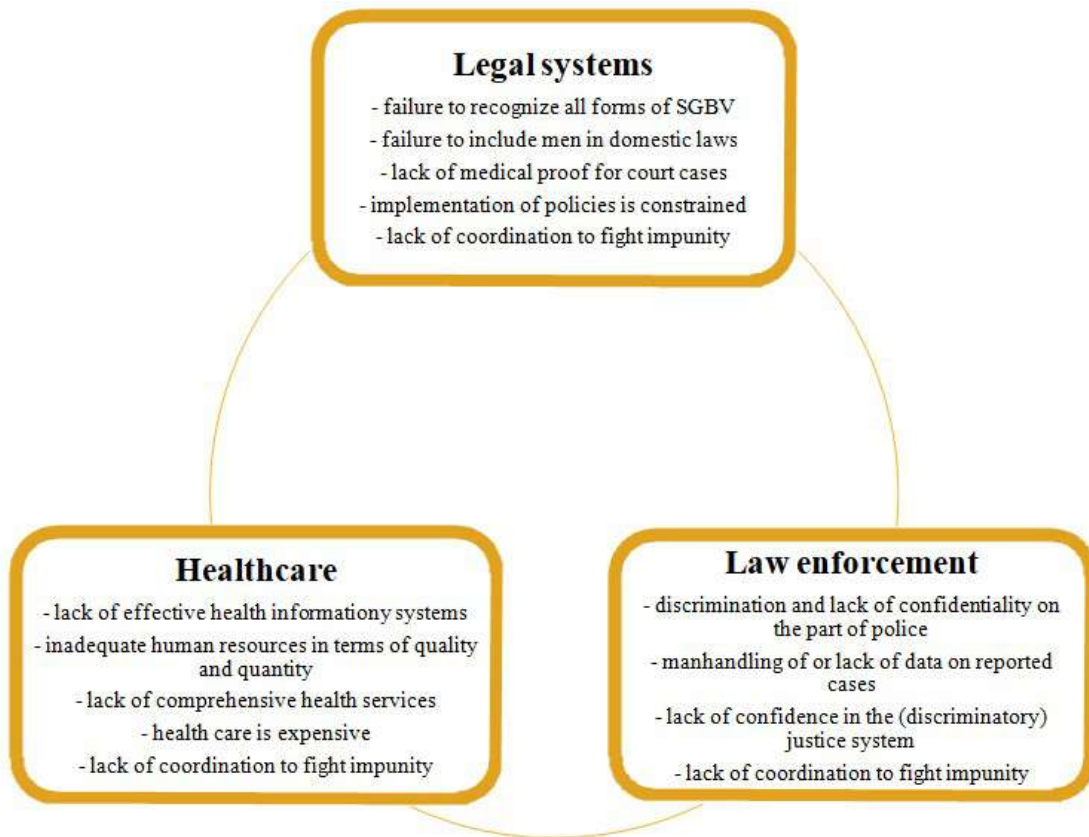 Legal systems
- failure to recognize all forms of SGBV
- failure to include men in domestic laws
- lack of medical proof for court cases
- implementation of policies is constrained
- lack of coordination to fight impunity
Healthcare
- lack of effective health informationy systems
- inadequate human resources in terms of quality
and quantity
- lack of comprehensive health services
- health care is expensive
- lack of coordination to fight impunity
Law enforcement
- discrimination and lack of confidentiality on
the part of police
- manhandling of or lack of data on reported
cases
- lack of confidence in the (discriminatory)
justice system
- lack of coordination to fight impunity